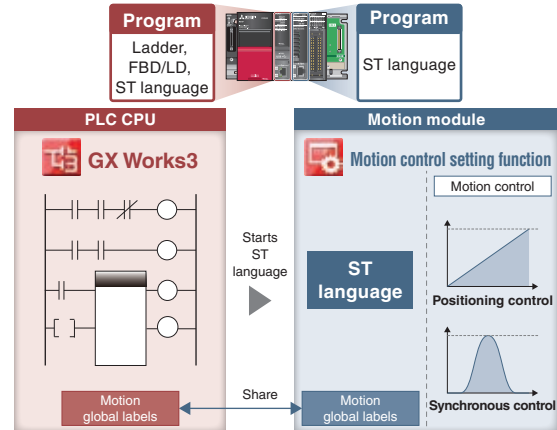 Program
Ladder,
FBD/LD,
ST language
Program
ST language
PLC CPU
GX Works3
Starts
ST
language
Motion module
Motion control setting function
Motion control
ST
language
Positioning control
Synchronous control
Motion
global labels
Share
Motion
global labels